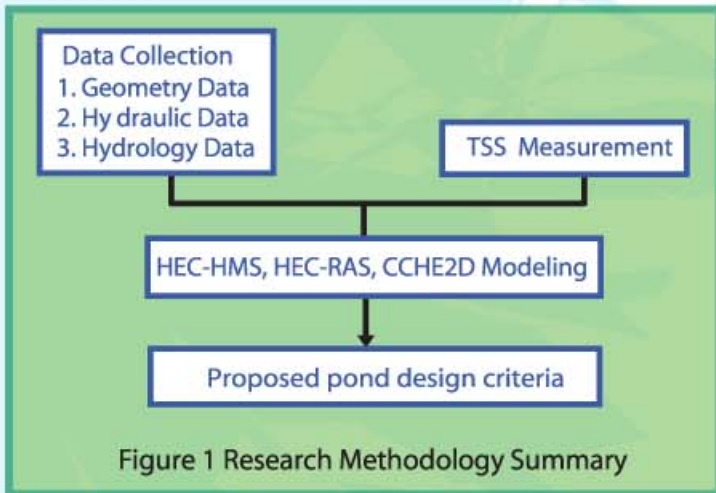 Data Collection
1. Geometry Data
2. Hy draulic Data
3. Hydrology Data
TSS Measurement
HEC-HMS, HEC-RAS, CCHE2D Modeling
Proposed pond design criteria
Figure 1 Research Methodology Summary